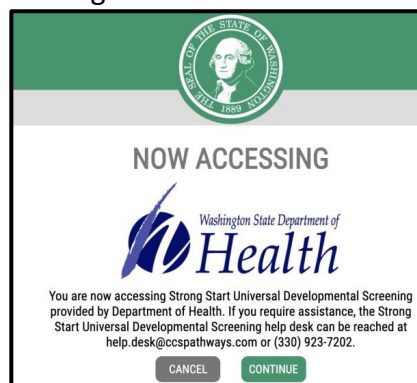 THE SEAL OF THE STATE OF WASHINGTON
1889
NOW ACCESSING
Washington State Department of
Health
You are now accessing Strong Start Universal Developmental Screening
provided by Department of Health. If you require assistance, the Strong
Start Universal Developmental Screening help desk can be reached at
help.desk@ccspathways.com or (330) 923-7202.
CANCEL
CONTINUE